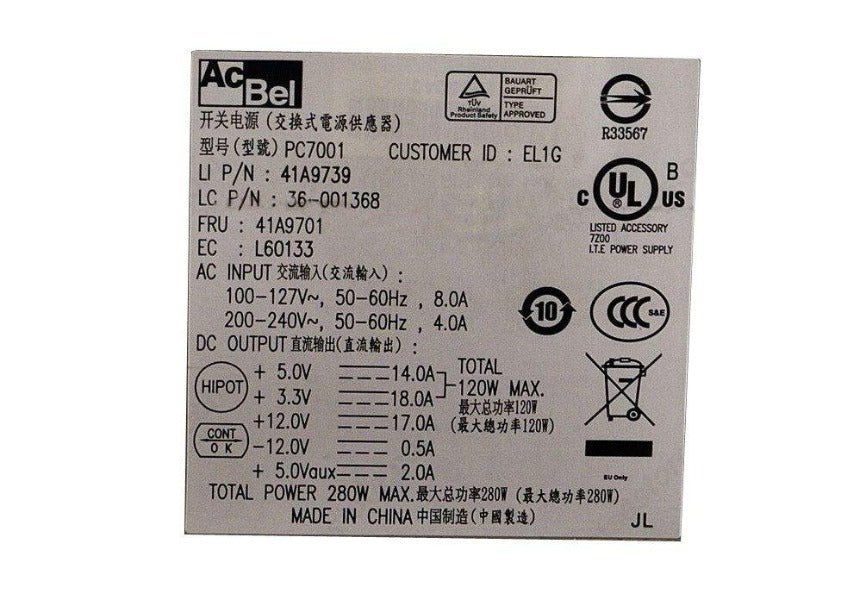 AcBel
开关电源 (交換式電源供應器)
型号(型號) PC7001 CUSTOMER ID : EL1G
LI P/N : 41A9739
LC P/N : 36-001368
FRU : 41A9701
EC : L60133
AC INPUT 交流输入(交流輸入) :
100-127V~, 50-60Hz , 8.0A
200-240V~, 50-60Hz , 4.0A
DC OUTPUT 直流输出(直流輸出) :
+ 5.0V 14.0A
+ 3.3V 18.0A
TOTAL
120W MAX.
最大总功率120W
(最大總功率120W)
+12.0V 17.0A
-12.0V 0.5A
+ 5.0Vaux 2.0A
HIPOT
CONT
OK
TOTAL POWER 280W MAX.最大总功率280W (最大總功率280W)
MADE IN CHINA 中国制造 (中國製造)
JL
TÜV
Rheinland
Product Safety
BAUART
GEPRÜFT
TYPE
APPROVED
R33567
C UL ® US
B
LISTED ACCESSORY
7Z00
I.T.E POWER SUPPLY
10
CCC S&E
EU Only